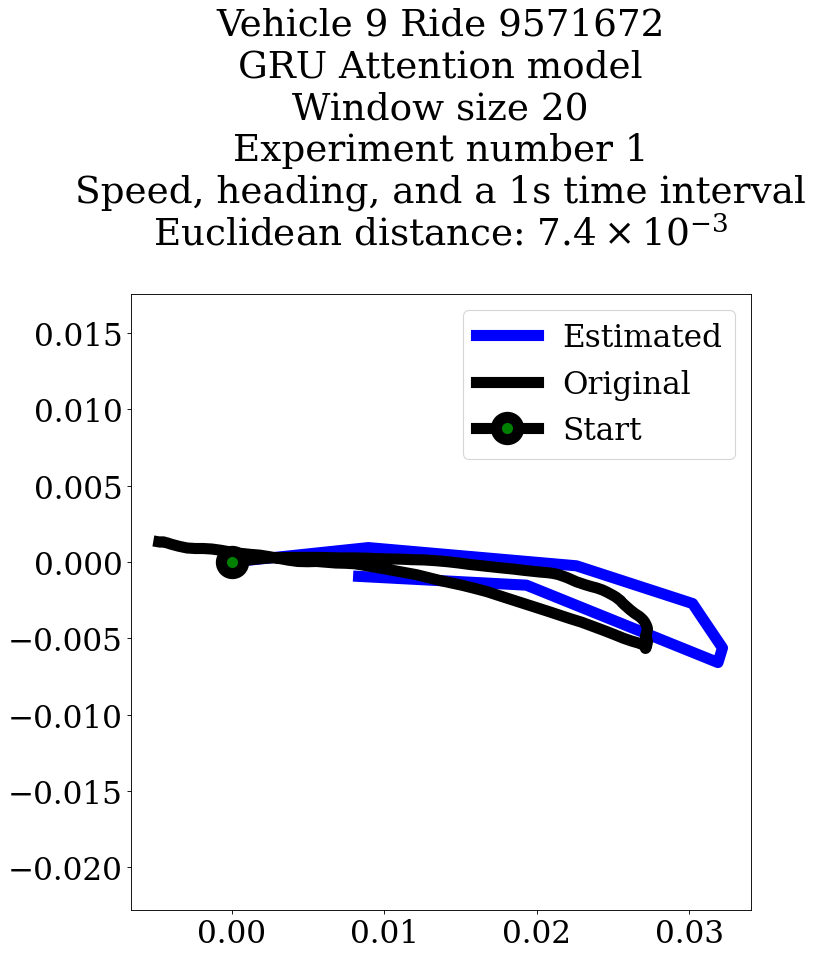 Vehicle 9 Ride 9571672
GRU Attention model
Window size 20
Experiment number 1
Speed, heading, and a 1s time interval
Euclidean distance: 7.4 × 10⁻³
Estimated
Original
Start
0.015
0.010
0.005
0.000
−0.005
−0.010
−0.015
−0.020
0.00 0.01 0.02 0.03